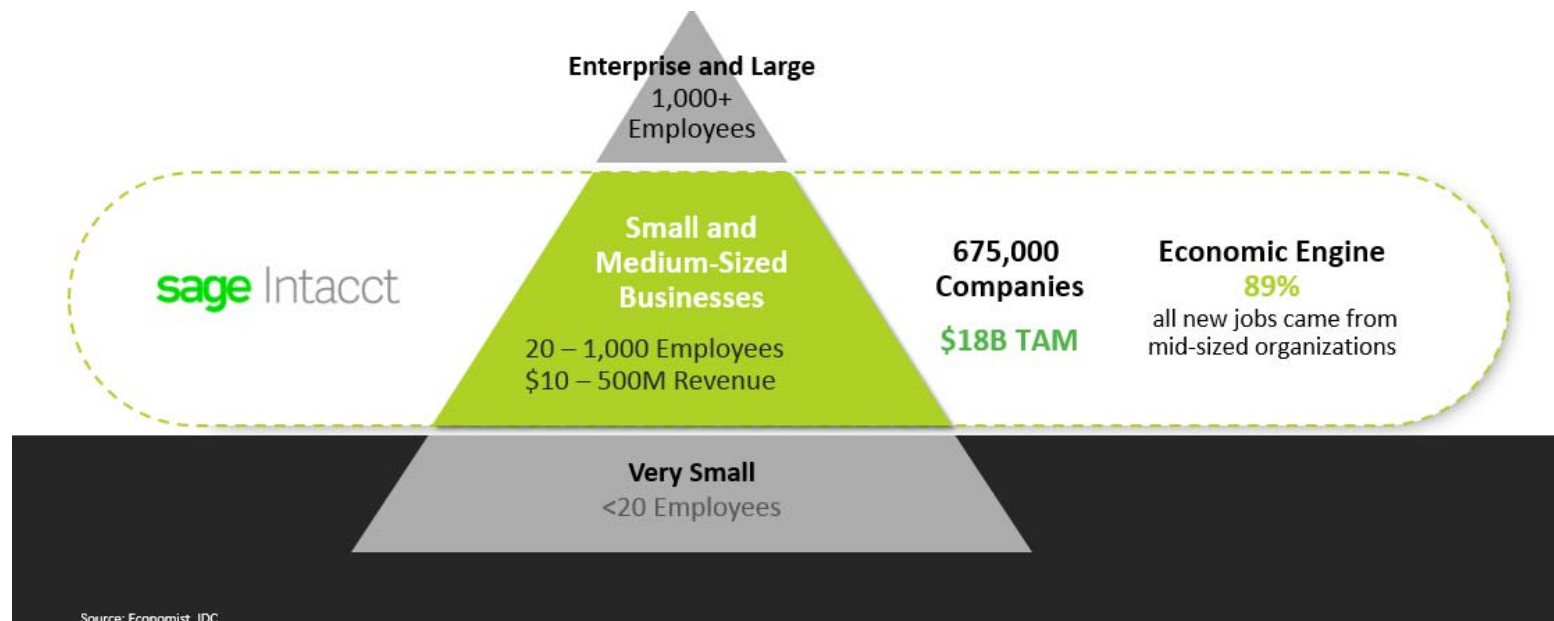 Enterprise and Large
1,000+
Employees
sage Intacct
Small and
Medium-Sized
Businesses
20 – 1,000 Employees
$10 – 500M Revenue
675,000
Companies
$18B TAM
Economic Engine
89%
all new jobs came from
mid-sized organizations
Very Small
<20 Employees
Source: Economist, IDC